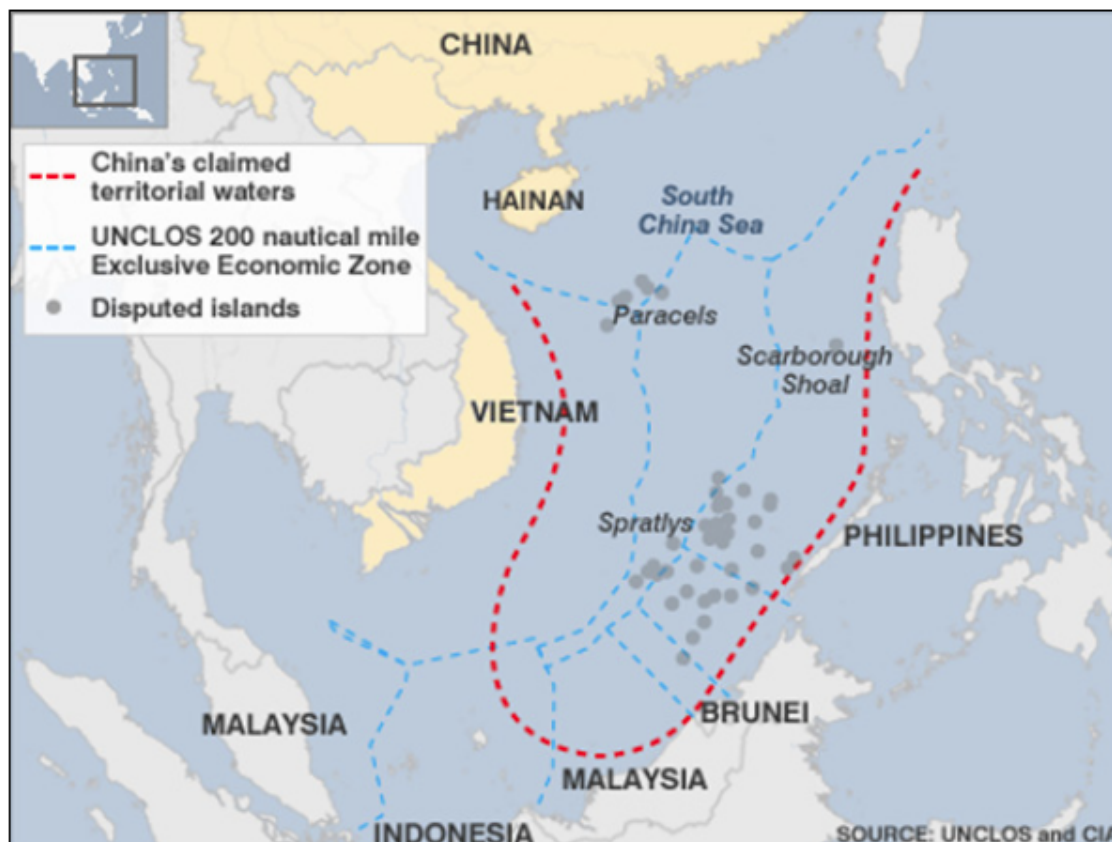 CHINA
China's claimed
territorial waters
UNCLOS 200 nautical mile
Exclusive Economic Zone
Disputed islands
HAINAN
South
China Sea
Paracels
Scarborough
Shoal
VIETNAM
Spratlys
PHILIPPINES
MALAYSIA
BRUNEI
MALAYSIA
INDONESIA
SOURCE: UNCLOS and CIA